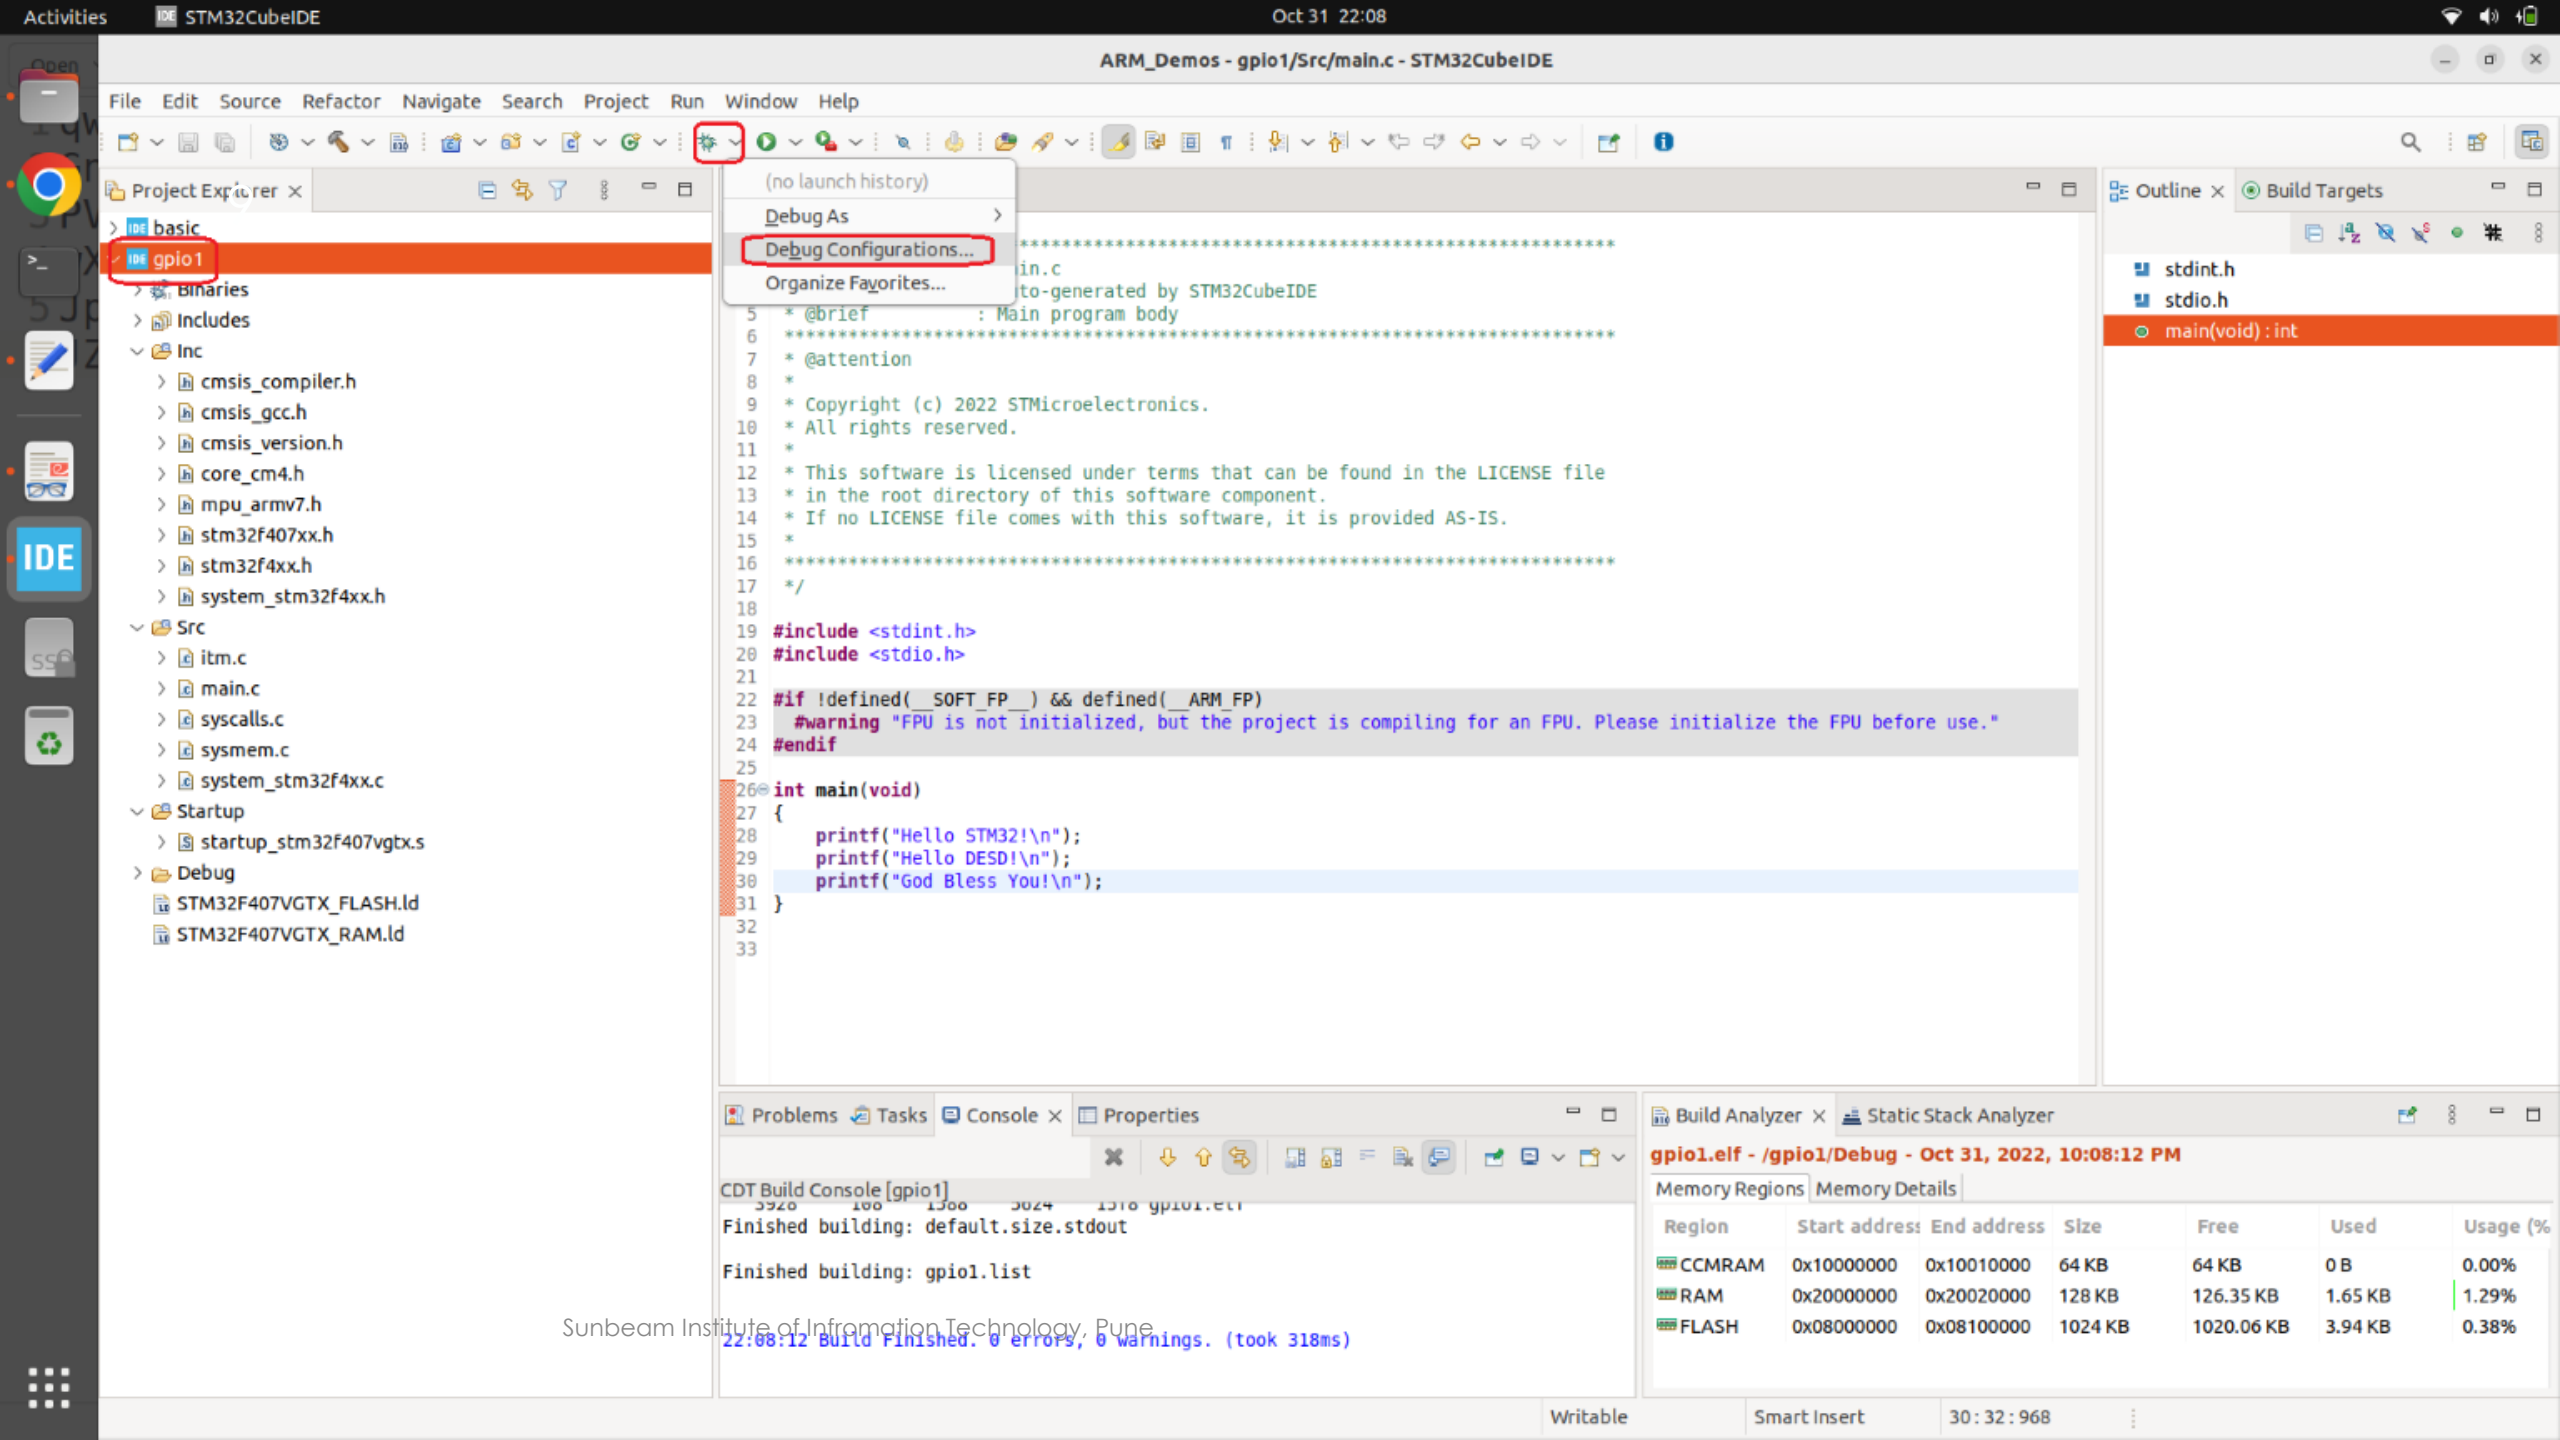 Activities
STM32CubeIDE
Oct 31 22:08
ARM_Demos - gpio1/Src/main.c - STM32CubeIDE
File Edit Source Refactor Navigate Search Project Run Window Help
Project Explorer
basic
gpio1
Binaries
Includes
Inc
cmsis_compiler.h
cmsis_gcc.h
cmsis_version.h
core_cm4.h
mpu_armv7.h
stm32f407xx.h
stm32f4xx.h
system_stm32f4xx.h
Src
itm.c
main.c
syscalls.c
sysmem.c
system_stm32f4xx.c
Startup
startup_stm32f407vgtx.s
Debug
STM32F407VGTX_FLASH.ld
STM32F407VGTX_RAM.ld
IDE
(no launch history)
Debug As
Debug Configurations...
Organize Favorites...
******************************************************
in.c
to-generated by STM32CubeIDE
5 * @brief : Main program body
6 ******************************************************************************
7 * @attention
8 *
9 * Copyright (c) 2022 STMicroelectronics.
10 * All rights reserved.
11 *
12 * This software is licensed under terms that can be found in the LICENSE file
13 * in the root directory of this software component.
14 * If no LICENSE file comes with this software, it is provided AS-IS.
15 *
16 ******************************************************************************
17 */
18
19 #include <stdint.h>
20 #include <stdio.h>
21
22 #if !defined(__SOFT_FP__) && defined(__ARM_FP)
23 #warning "FPU is not initialized, but the project is compiling for an FPU. Please initialize the FPU before use."
24 #endif
25
26 int main(void)
27 {
28 printf("Hello STM32!\n");
29 printf("Hello DESD!\n");
30 printf("God Bless You!\n");
31 }
32
33
Outline
Build Targets
stdint.h
stdio.h
main(void) : int
Problems Tasks Console Properties
CDT Build Console [gpio1]
3928 108 1588 5624 15f8 gpio1.elf
Finished building: default.size.stdout
Finished building: gpio1.list
22:08:12 Build Finished. 0 errors, 0 warnings. (took 318ms)
Sunbeam Institute of Infromation Technology, Pune
Build Analyzer Static Stack Analyzer
gpio1.elf - /gpio1/Debug - Oct 31, 2022, 10:08:12 PM
Memory Regions Memory Details
Region Start address End address Size Free Used Usage (%
CCMRAM 0x10000000 0x10010000 64 KB 64 KB 0 B 0.00%
RAM 0x20000000 0x20020000 128 KB 126.35 KB 1.65 KB 1.29%
FLASH 0x08000000 0x08100000 1024 KB 1020.06 KB 3.94 KB 0.38%
Writable
Smart Insert
30 : 32 : 968